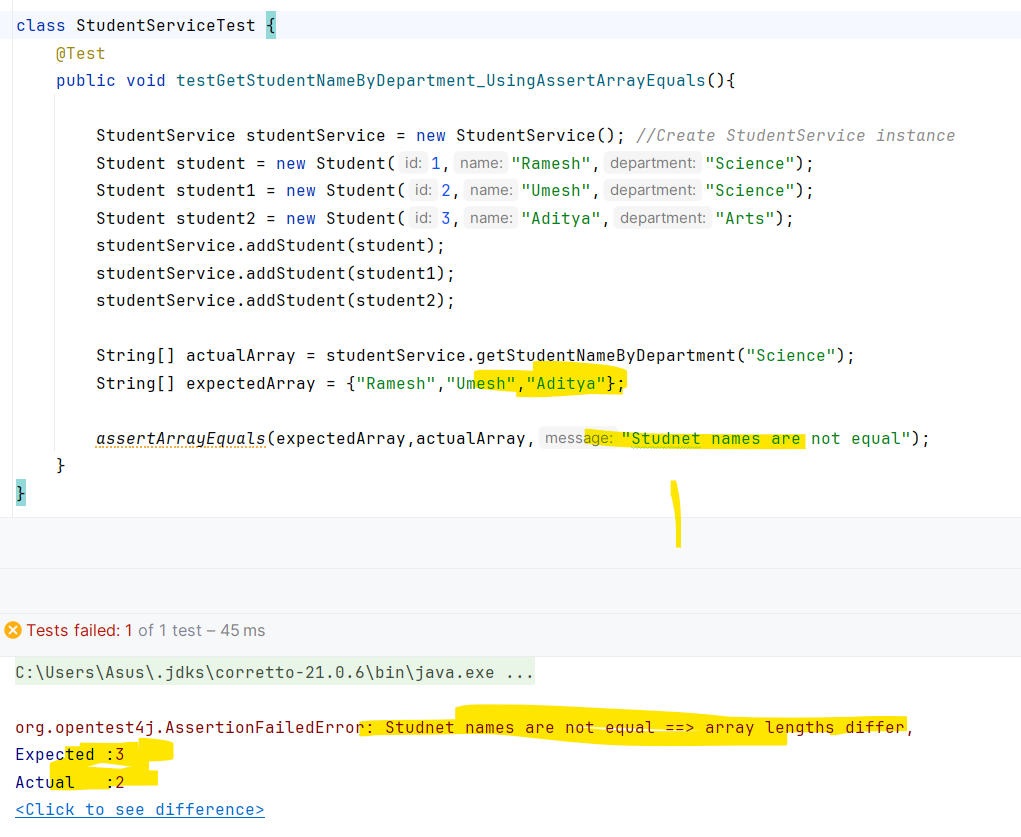 class StudentServiceTest {
@Test
public void testGetStudentNameByDepartment_UsingAssertArrayEquals(){
StudentService studentService = new StudentService(); //Create StudentService instance
Student student = new Student( id: 1, name: "Ramesh", department: "Science");
Student student1 = new Student( id: 2, name: "Umesh", department: "Science");
Student student2 = new Student( id: 3, name: "Aditya", department: "Arts");
studentService.addStudent(student);
studentService.addStudent(student1);
studentService.addStudent(student2);
String[] actualArray = studentService.getStudentNameByDepartment("Science");
String[] expectedArray = {"Ramesh","Umesh","Aditya"};
assertArrayEquals(expectedArray,actualArray, message: "Studnet names are not equal");
}
}
Tests failed: 1 of 1 test – 45 ms
C:\Users\Asus\.jdks\corretto-21.0.6\bin\java.exe ...
org.opentest4j.AssertionFailedError: Studnet names are not equal ==> array lengths differ,
Expected :3
Actual :2
<Click to see difference>